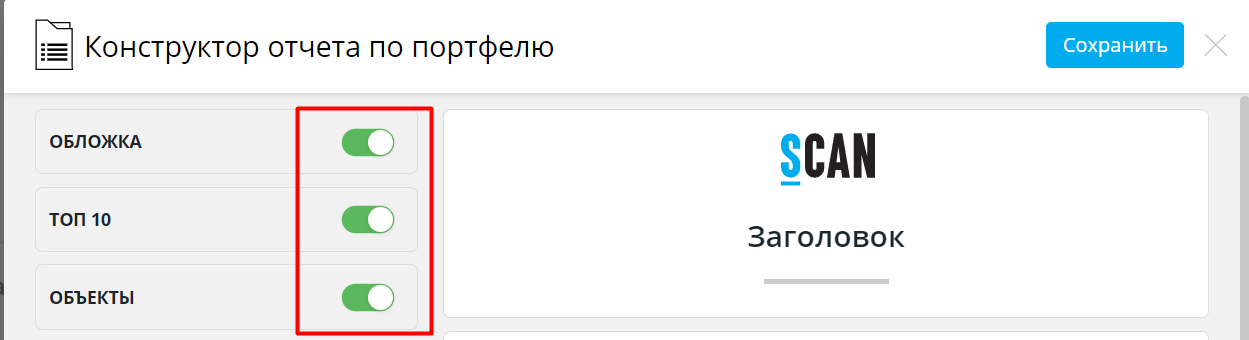 Конструктор отчета по портфелю
Сохранить
ОБЛОЖКА
ТОП 10
ОБЪЕКТЫ
SCAN
Заголовок